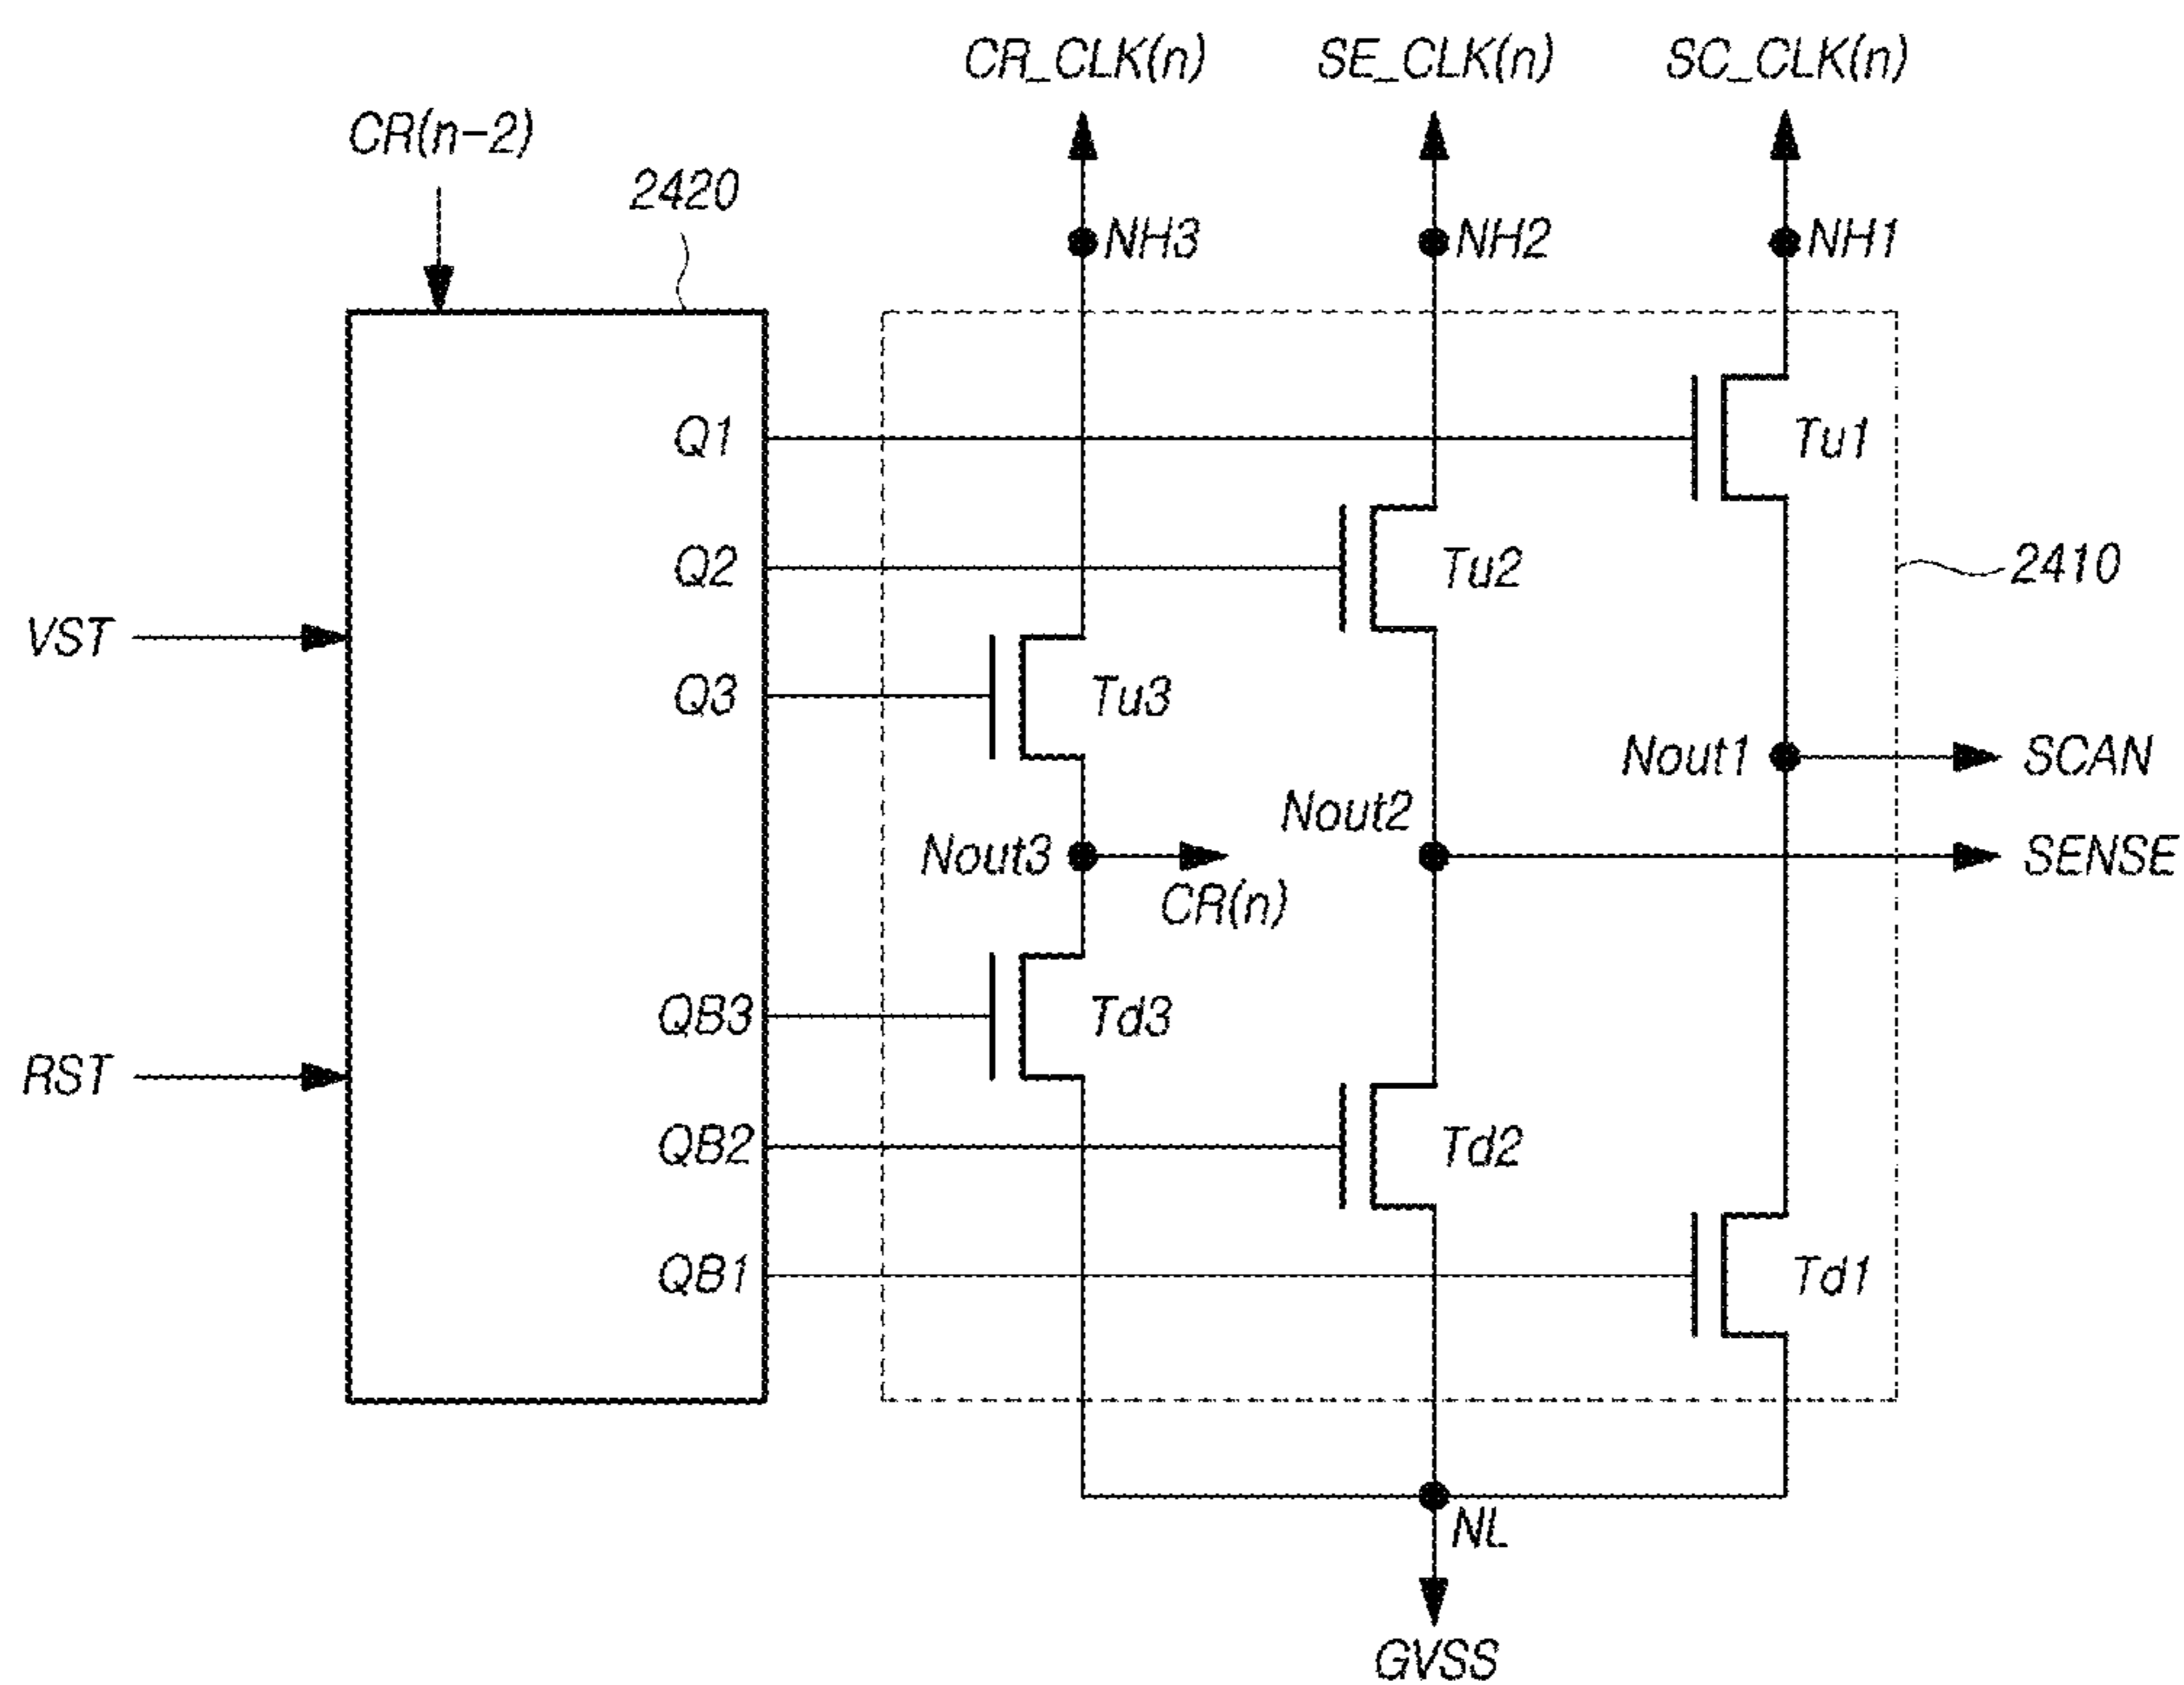 CR_CLK(n) SE_CLK(n) SC_CLK(n)
CR(n-2)
2420
NH3 NH2 NH1
Q1 Tu1
Q2 Tu2 2410
VST
Q3 Tu3
Nout1 SCAN
Nout2
Nout3 SENSE
CR(n)
QB3 Td3
RST
QB2 Td2
QB1 Td1
NL
GVSS